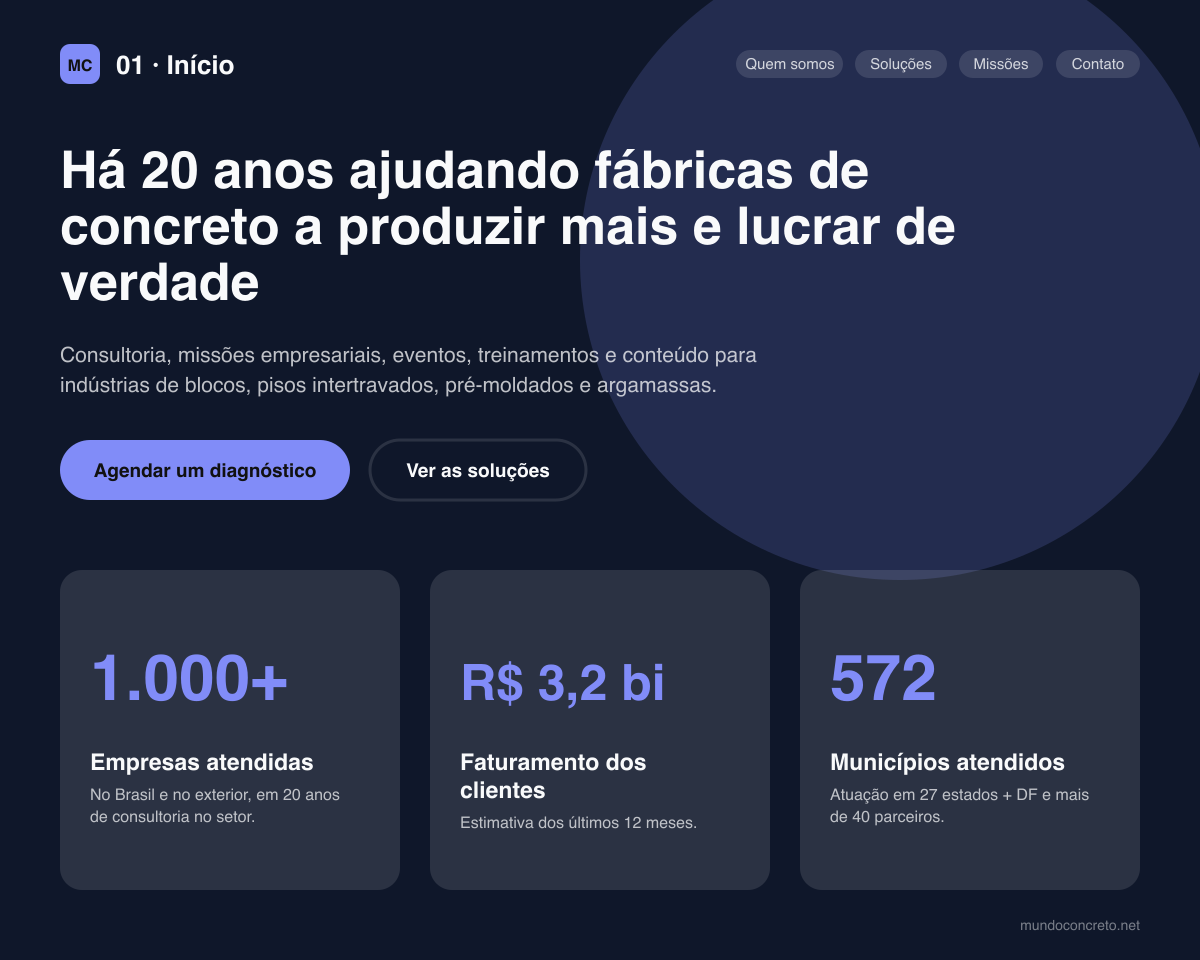 MC
01 · Início
Quem somos
Soluções
Missões
Contato
Há 20 anos ajudando fábricas de
concreto a produzir mais e lucrar de
verdade
Consultoria, missões empresariais, eventos, treinamentos e conteúdo para
indústrias de blocos, pisos intertravados, pré-moldados e argamassas.
Agendar um diagnóstico
Ver as soluções
1.000+
Empresas atendidas
No Brasil e no exterior, em 20 anos
de consultoria no setor.
R$ 3,2 bi
Faturamento dos
clientes
Estimativa dos últimos 12 meses.
572
Municípios atendidos
Atuação em 27 estados + DF e mais
de 40 parceiros.
mundoconcreto.net